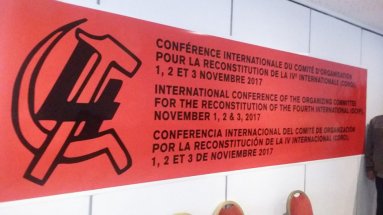 CONFÉRENCE INTERNATIONALE DU COMITÉ D'ORGANISATION
POUR LA RECONSTITUTION DE LA IVᵉ INTERNATIONALE (CORQI)
1, 2 ET 3 NOVEMBRE 2017
INTERNATIONAL CONFERENCE OF THE ORGANIZING COMMITTEE
FOR THE RECONSTITUTION OF THE FOURTH INTERNATIONAL (OCRFI)
NOVEMBER 1, 2 & 3, 2017
CONFERENCIA INTERNACIONAL DEL COMITÉ DE ORGANIZACIÓN
POR LA RECONSTITUCIÓN DE LA IV INTERNACIONAL (CORCI)
1, 2 ET 3 DE NOVIEMBRE 2017